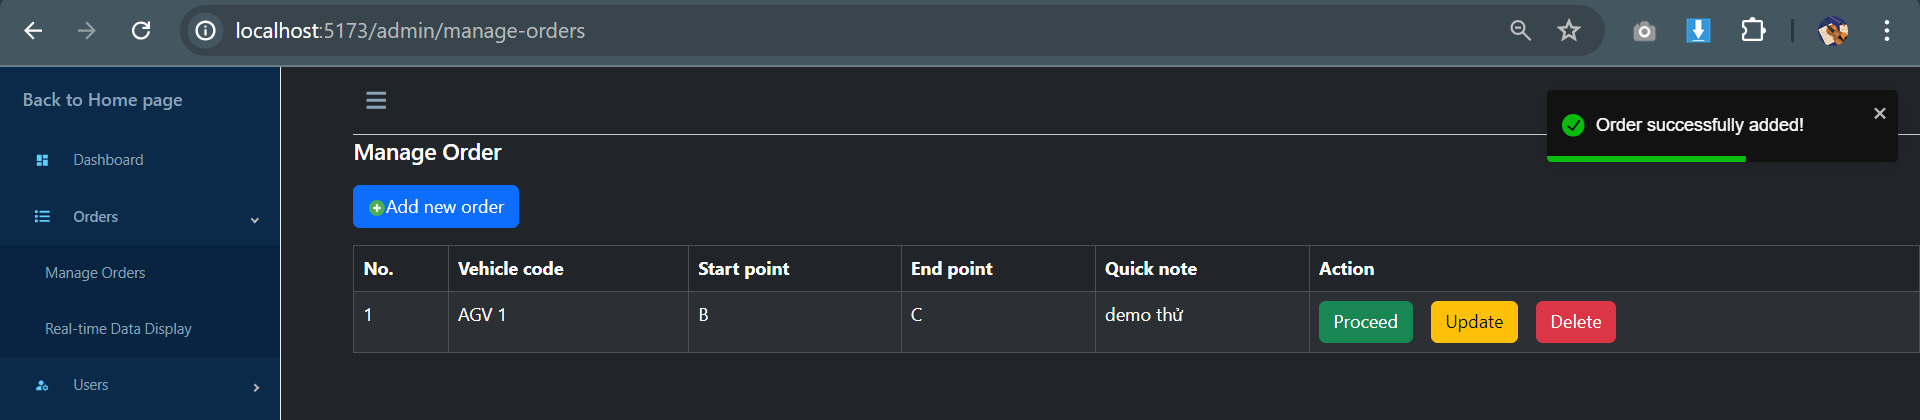 localhost:5173/admin/manage-orders
Back to Home page
Dashboard
Orders
Manage Orders
Real-time Data Display
Users
Order successfully added!
Manage Order
Add new order
No. Vehicle code Start point End point Quick note Action
1 AGV 1 B C demo thử Proceed Update Delete